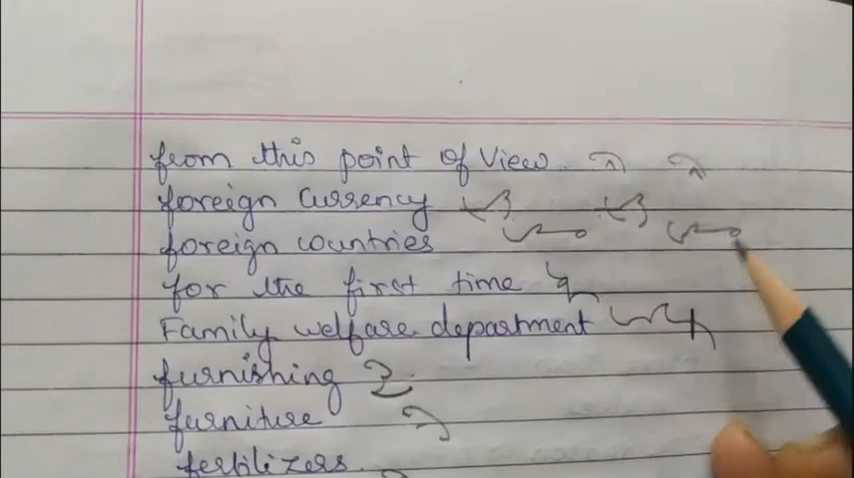 from this point of view.
foreign currency
foreign countries
for the first time
Family welfare department
furnishing
furniture
fertilizers.